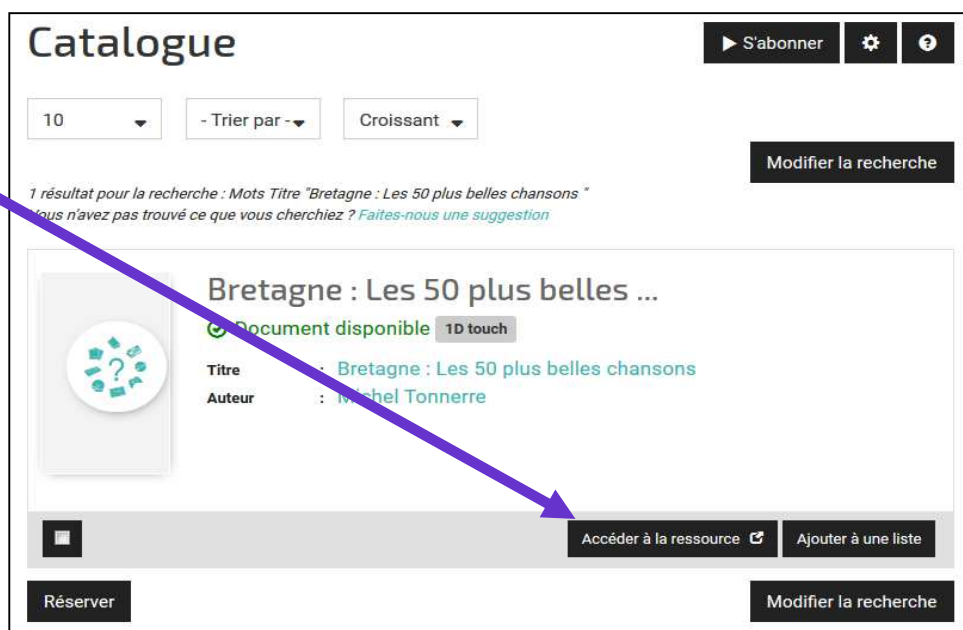 Catalogue
S'abonner
10 - Trier par - Croissant
Modifier la recherche
1 résultat pour la recherche : Mots Titre "Bretagne : Les 50 plus belles chansons "
Vous n'avez pas trouvé ce que vous cherchiez ? Faites-nous une suggestion
Bretagne : Les 50 plus belles ...
Document disponible 1D touch
Titre : Bretagne : Les 50 plus belles chansons
Auteur : Michel Tonnerre
Accéder à la ressource Ajouter à une liste
Réserver Modifier la recherche